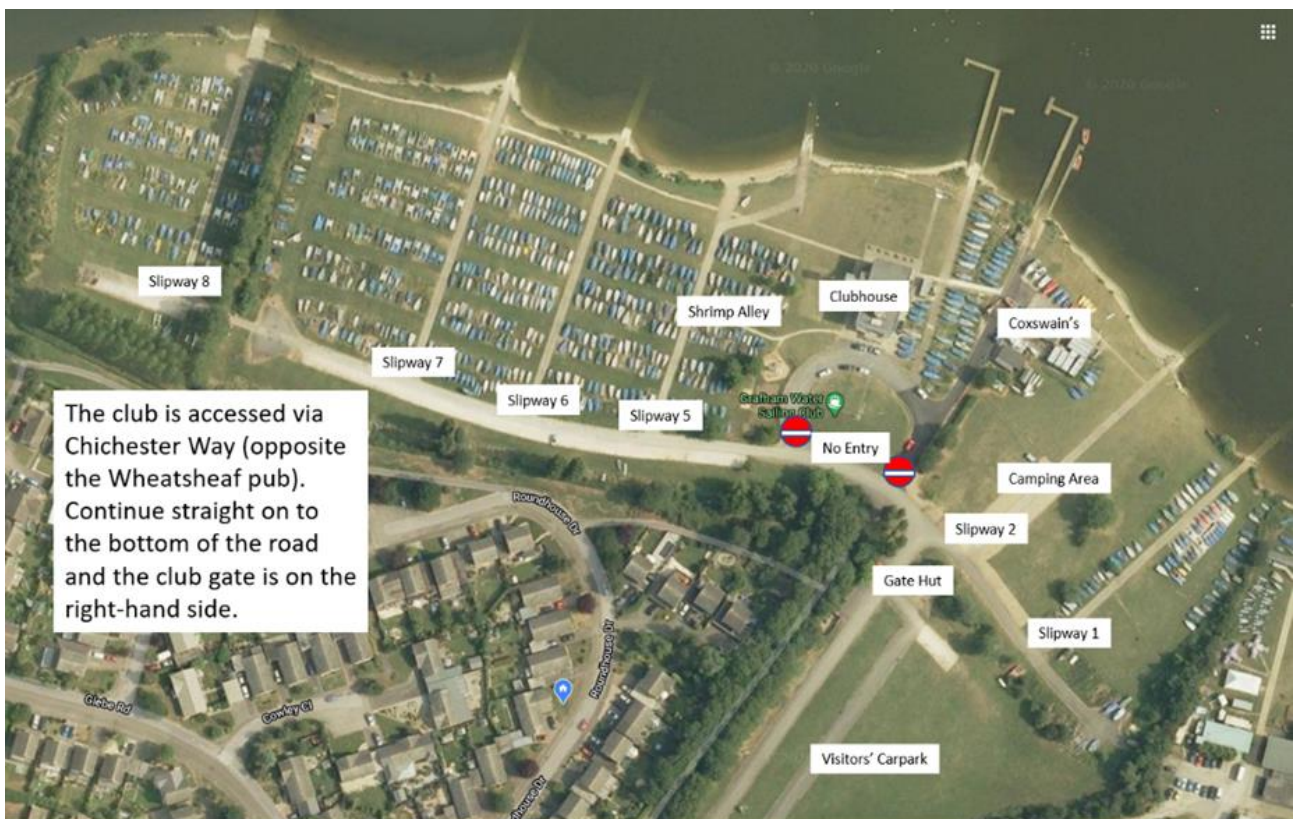 © 2020 Google
© 2020 Google
Slipway 8
Slipway 7
Slipway 6
Slipway 5
Shrimp Alley
Clubhouse
Coxswain's
Grafham Water
Sailing Club
No Entry
Camping Area
Slipway 2
Gate Hut
Slipway 1
Visitors' Carpark
The club is accessed via
Chichester Way (opposite
the Wheatsheaf pub).
Continue straight on to
the bottom of the road
and the club gate is on the
right-hand side.
Roundhouse Dr
Roundhouse Dr
Glebe Rd
Cowley Cl
dhouse Dr